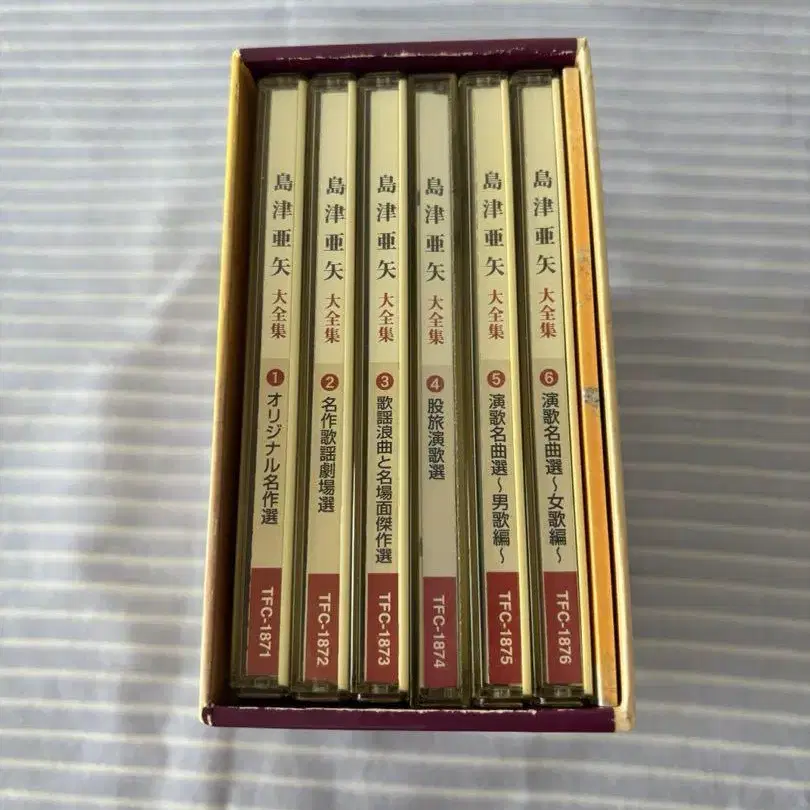 島津亜矢 大全集 1 オリジナル名作選 TFC-1871
島津亜矢 大全集 2 名作歌謡劇場選 TFC-1872
島津亜矢 大全集 3 歌謡浪曲と名場面傑作選 TFC-1873
島津亜矢 大全集 4 股旅演歌選 TFC-1874
島津亜矢 大全集 5 演歌名曲選～男歌編～ TFC-1875
島津亜矢 大全集 6 演歌名曲選～女歌編～ TFC-1876